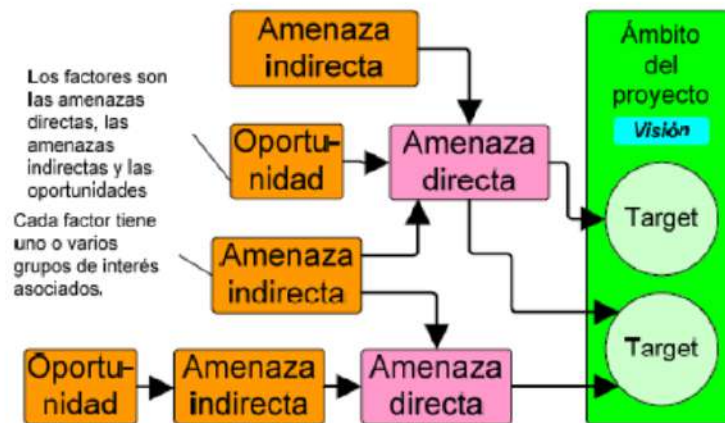 Amenaza
indirecta
Ámbito
del
proyecto
Visión
Los factores son
las amenazas
directas, las
amenazas
indirectas y las
oportunidades
Oportu-
nidad
Amenaza
directa
Target
Cada factor tiene
uno o varios
grupos de interés
asociados.
Amenaza
indirecta
Target
Oportu-
nidad
Amenaza
indirecta
Amenaza
directa